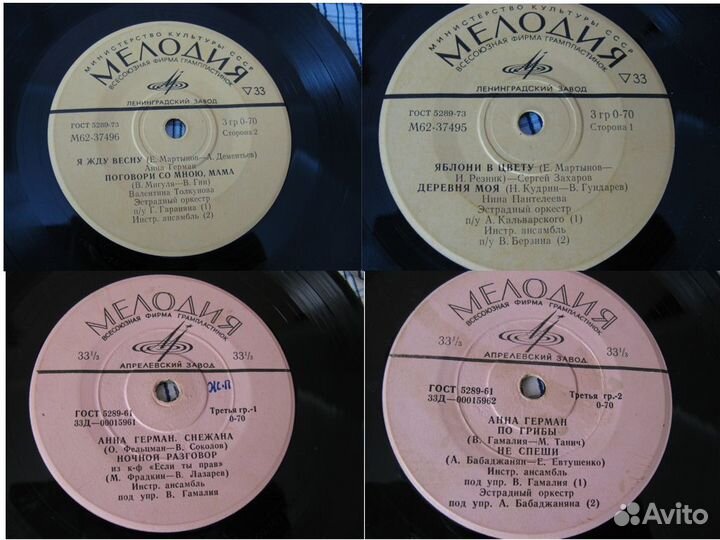 МИНИСТЕРСТВО КУЛЬТУРЫ СССР
МЕЛОДИЯ
ВСЕСОЮЗНАЯ ФИРМА ГРАМПЛАСТИНОК
33
ЛЕНИНГРАДСКИЙ ЗАВОД
ГОСТ 5289-73
М62-37496
3 гр 0-70
Сторона 2
Я ЖДУ ВЕСНУ (Е. Мартынов—А. Дементьев)
Анна Герман
ПОГОВОРИ СО МНОЮ, МАМА
(В. Мигуля—В. Гин)
Валентина Толкунова
Эстрадный оркестр
п/у Г. Гараняна (1)
Инстр. ансамбль (2)
МИНИСТЕРСТВО КУЛЬТУРЫ СССР
МЕЛОДИЯ
ВСЕСОЮЗНАЯ ФИРМА ГРАМПЛАСТИНОК
33
ЛЕНИНГРАДСКИЙ ЗАВОД
ГОСТ 5289-73
М62-37495
3 гр 0-70
Сторона 1
ЯБЛОНИ В ЦВЕТУ (Е. Мартынов—
И. Резник)—Сергей Захаров
ДЕРЕВНЯ МОЯ (Н. Кудрин—В. Гундарев)
Нина Пантелеева
Эстрадный оркестр
п/у А. Кальварского (1)
Инстр. ансамбль
п/у В. Берзина (2)
МЕЛОДИЯ
ВСЕСОЮЗНАЯ ФИРМА ГРАМПЛАСТИНОК
33⅓ 33⅓
АПРЕЛЕВСКИЙ ЗАВОД
ГОСТ 5289-61
33Д—00015961
Третья гр.-1
0-70
АННА ГЕРМАН. СНЕЖАНА
(О. Фельцман—В. Соколов)
НОЧНОЙ РАЗГОВОР
из к-ф «Если ты прав»
(М. Фрадкин—В. Лазарев)
Инстр. ансамбль
под упр. В. Гамалия
МЕЛОДИЯ
ВСЕСОЮЗНАЯ ФИРМА ГРАМПЛАСТИНОК
33⅓ 33⅓
АПРЕЛЕВСКИЙ ЗАВОД
ГОСТ 5289-61
33Д—00015962
Третья гр.-2
0-70
АННА ГЕРМАН
ПО ГРИБЫ
(В. Гамалия—М. Танич)
НЕ СПЕШИ
(А. Бабаджанян—Е. Евтушенко)
Инстр. ансамбль
под упр. В. Гамалия (1)
Эстрадный оркестр
под упр. А. Бабаджаняна (2)
Avito